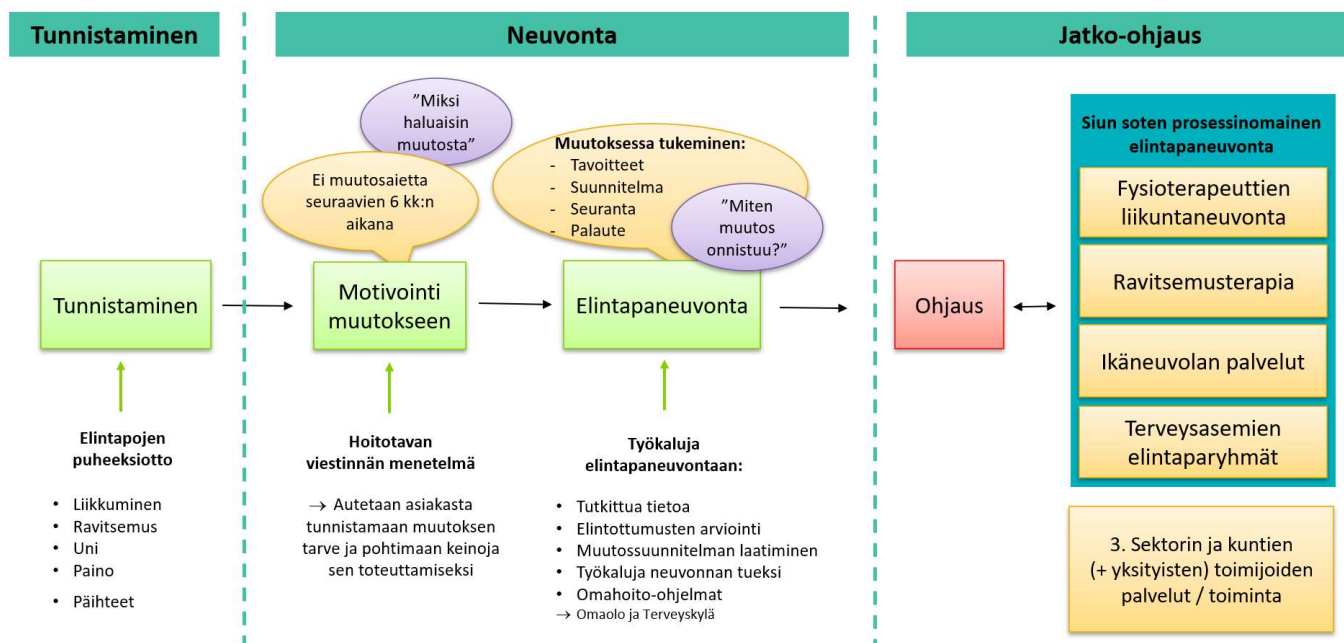 Tunnistaminen
Neuvonta
Jatko-ohjaus
"Miksi
haluaisin
muutosta"
Ei muutosaietta
seuraavien 6 kk:n
aikana
Muutoksessa tukeminen:
- Tavoitteet
- Suunnitelma
- Seuranta
- Palaute
"Miten
muutos
onnistuu?"
Tunnistaminen
Motivointi
muutokseen
Elintapaneuvonta
Ohjaus
Siun soten prosessinomainen
elintapaneuvonta
Fysioterapeuttien
liikuntaneuvonta
Ravitsemusterapia
Ikäneuvolan palvelut
Terveysasemien
elintaparyhmät
3. Sektorin ja kuntien
(+ yksityisten) toimijoiden
palvelut / toiminta
Elintapojen
puheeksiotto
• Liikkuminen
• Ravitsemus
• Uni
• Paino
• Päihteet
Hoitotavan
viestinnän menetelmä
→ Autetaan asiakasta
tunnistamaan muutoksen
tarve ja pohtimaan keinoja
sen toteuttamiseksi
Työkaluja
elintapaneuvontaan:
• Tutkittua tietoa
• Elintottumusten arviointi
• Muutossuunnitelman laatiminen
• Työkaluja neuvonnan tueksi
• Omahoito-ohjelmat
→ Omaolo ja Terveyskylä